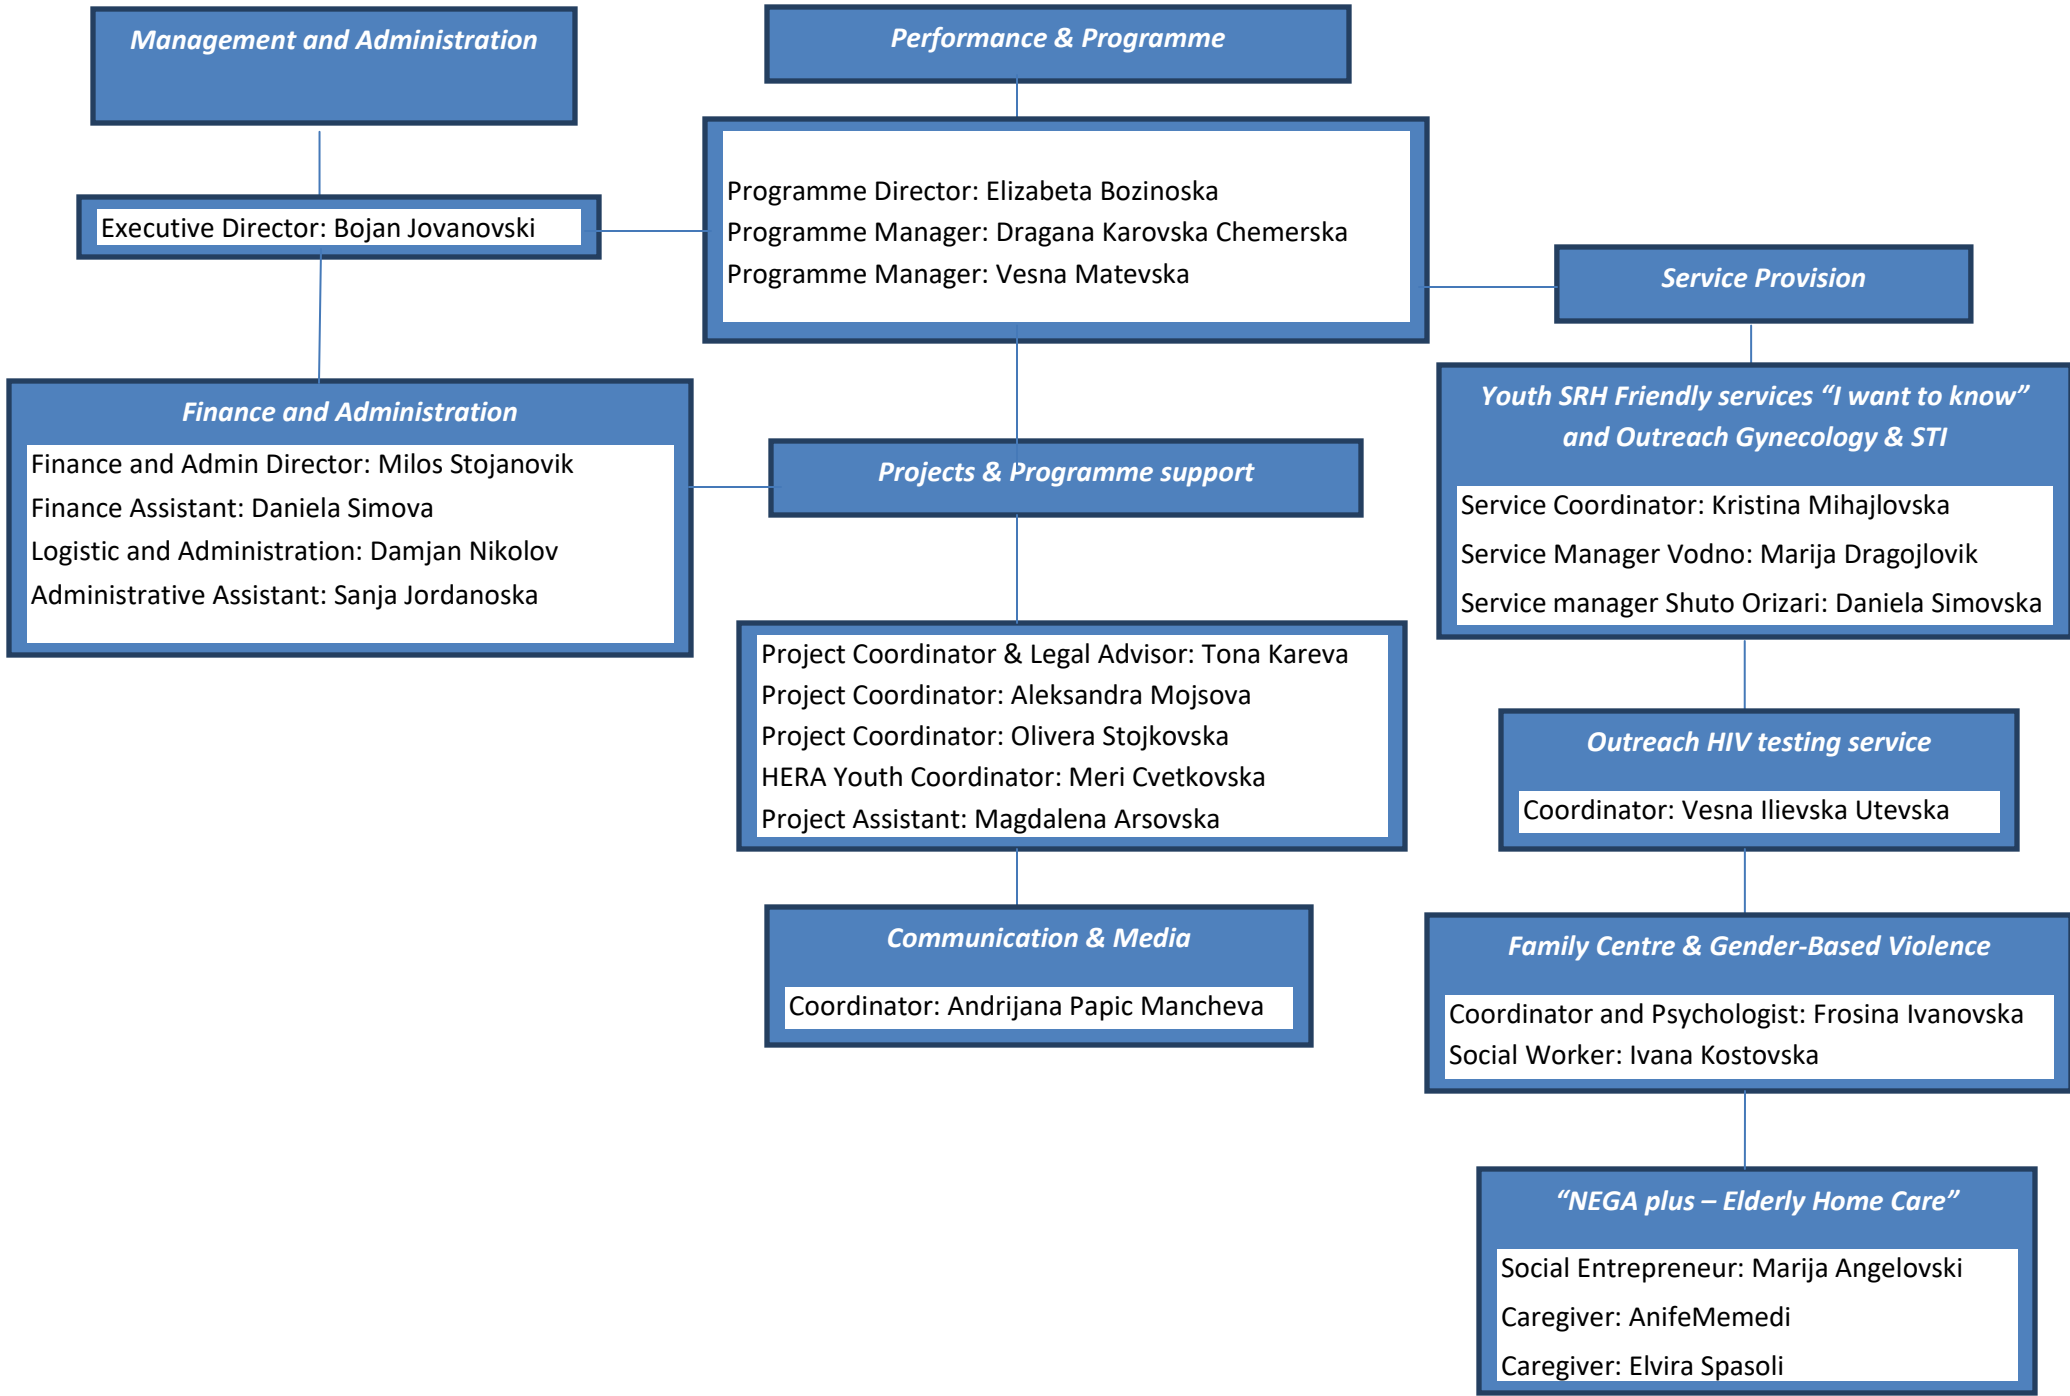 Management and Administration
Performance & Programme
Executive Director: Bojan Jovanovski
Programme Director: Elizabeta Bozinoska
Programme Manager: Dragana Karovska Chemerska
Programme Manager: Vesna Matevska
Service Provision
Finance and Administration
Finance and Admin Director: Milos Stojanovik
Finance Assistant: Daniela Simova
Logistic and Administration: Damjan Nikolov
Administrative Assistant: Sanja Jordanoska
Projects & Programme support
Project Coordinator & Legal Advisor: Tona Kareva
Project Coordinator: Aleksandra Mojsova
Project Coordinator: Olivera Stojkovska
HERA Youth Coordinator: Meri Cvetkovska
Project Assistant: Magdalena Arsovska
Communication & Media
Coordinator: Andrijana Papic Mancheva
Youth SRH Friendly services “I want to know”
and Outreach Gynecology & STI
Service Coordinator: Kristina Mihajlovska
Service Manager Vodno: Marija Dragojlovik
Service manager Shuto Orizari: Daniela Simovska
Outreach HIV testing service
Coordinator: Vesna Ilievska Utevska
Family Centre & Gender-Based Violence
Coordinator and Psychologist: Frosina Ivanovska
Social Worker: Ivana Kostovska
“NEGA plus – Elderly Home Care”
Social Entrepreneur: Marija Angelovski
Caregiver: AnifeMemedi
Caregiver: Elvira Spasoli